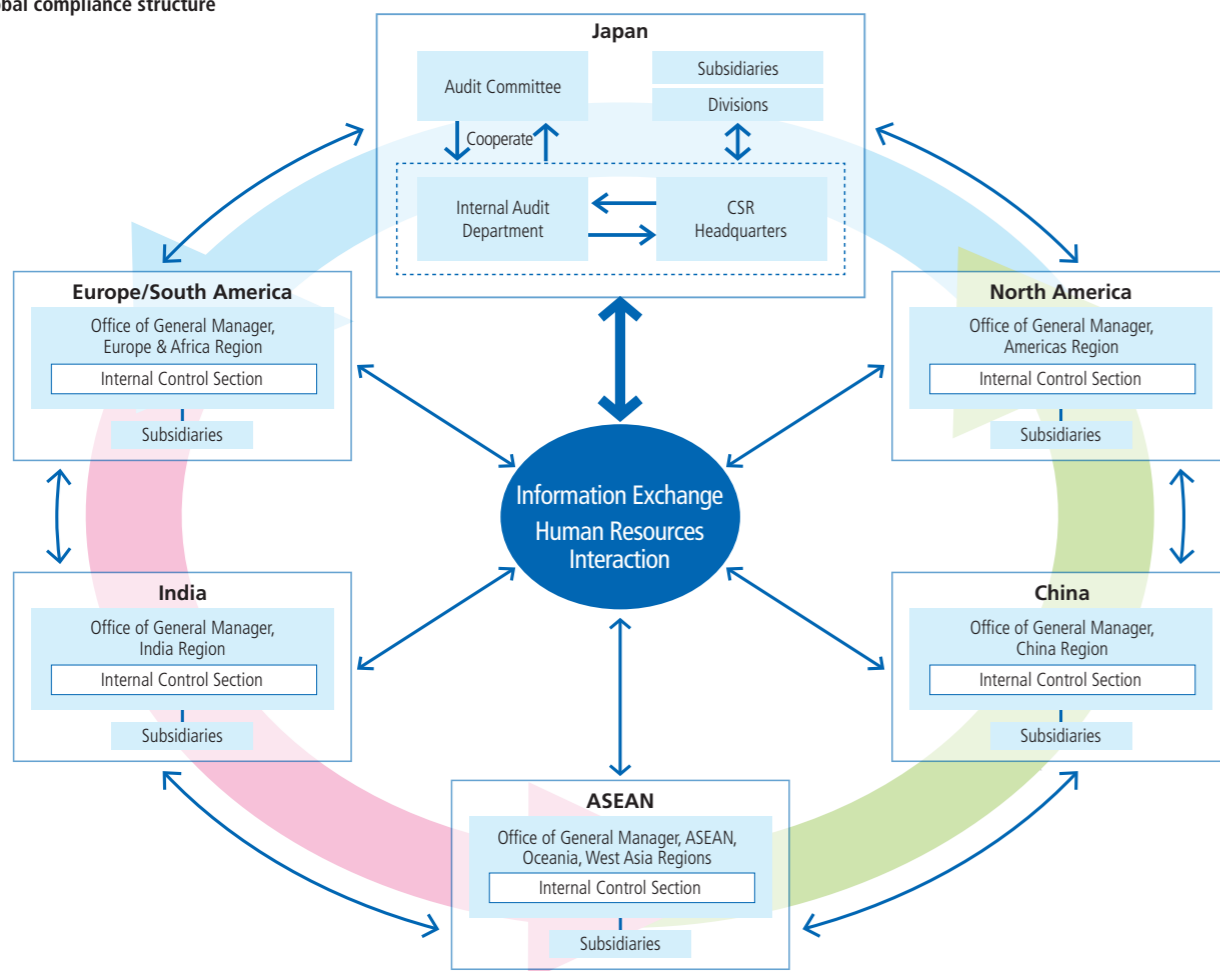 obal compliance structure
Japan
Audit Committee
Subsidiaries
Divisions
Cooperate
Internal Audit
Department
CSR
Headquarters
Europe/South America
Office of General Manager,
Europe & Africa Region
Internal Control Section
Subsidiaries
North America
Office of General Manager,
Americas Region
Internal Control Section
Subsidiaries
Information Exchange
Human Resources
Interaction
India
Office of General Manager,
India Region
Internal Control Section
Subsidiaries
China
Office of General Manager,
China Region
Internal Control Section
Subsidiaries
ASEAN
Office of General Manager, ASEAN,
Oceania, West Asia Regions
Internal Control Section
Subsidiaries